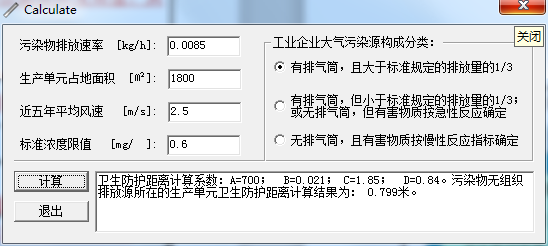 Calculate
关闭
污染物排放速率 [kg/h]: 0.0085
生产单元占地面积 [m²]: 1800
近五年平均风速 [m/s]: 2.5
标准浓度限值 [mg/ ]: 0.6
工业企业大气污染源构成分类:
有排气筒，且大于标准规定的排放量的1/3
有排气筒，但小于标准规定的排放量的1/3；
或无排气筒，但有害物质按急性反应确定
无排气筒，且有害物质按慢性反应指标确定
计算
退出
卫生防护距离计算系数: A=700; B=0.021; C=1.85; D=0.84。污染物无组织
排放源所在的生产单元卫生防护距离计算结果为: 0.799米。